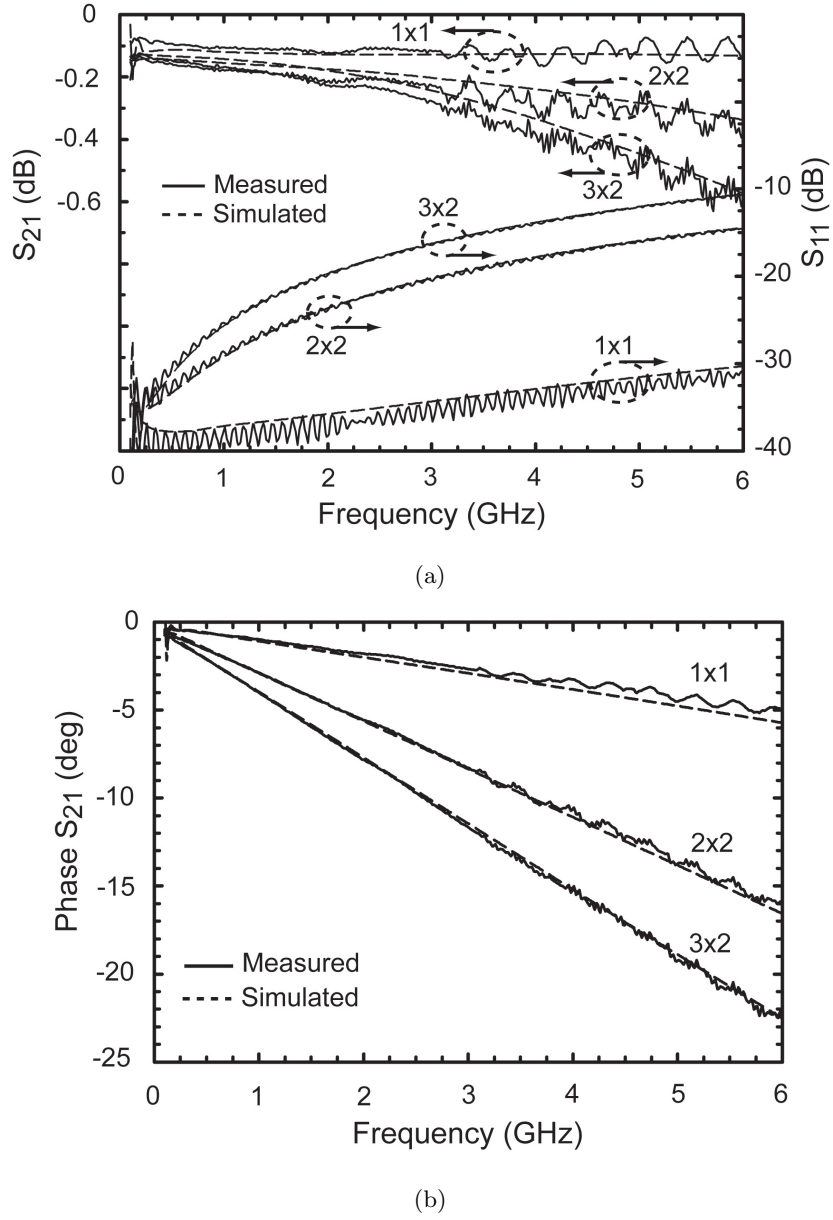 0
-0.2
-0.4
-0.6
S21 (dB)
1x1
2x2
3x2
Measured
Simulated
3x2
2x2
1x1
-10
-20
-30
-40
S11 (dB)
0 1 2 3 4 5 6
Frequency (GHz)
(a)
0
-5
-10
-15
-20
-25
Phase S21 (deg)
1x1
2x2
3x2
Measured
Simulated
0 1 2 3 4 5 6
Frequency (GHz)
(b)